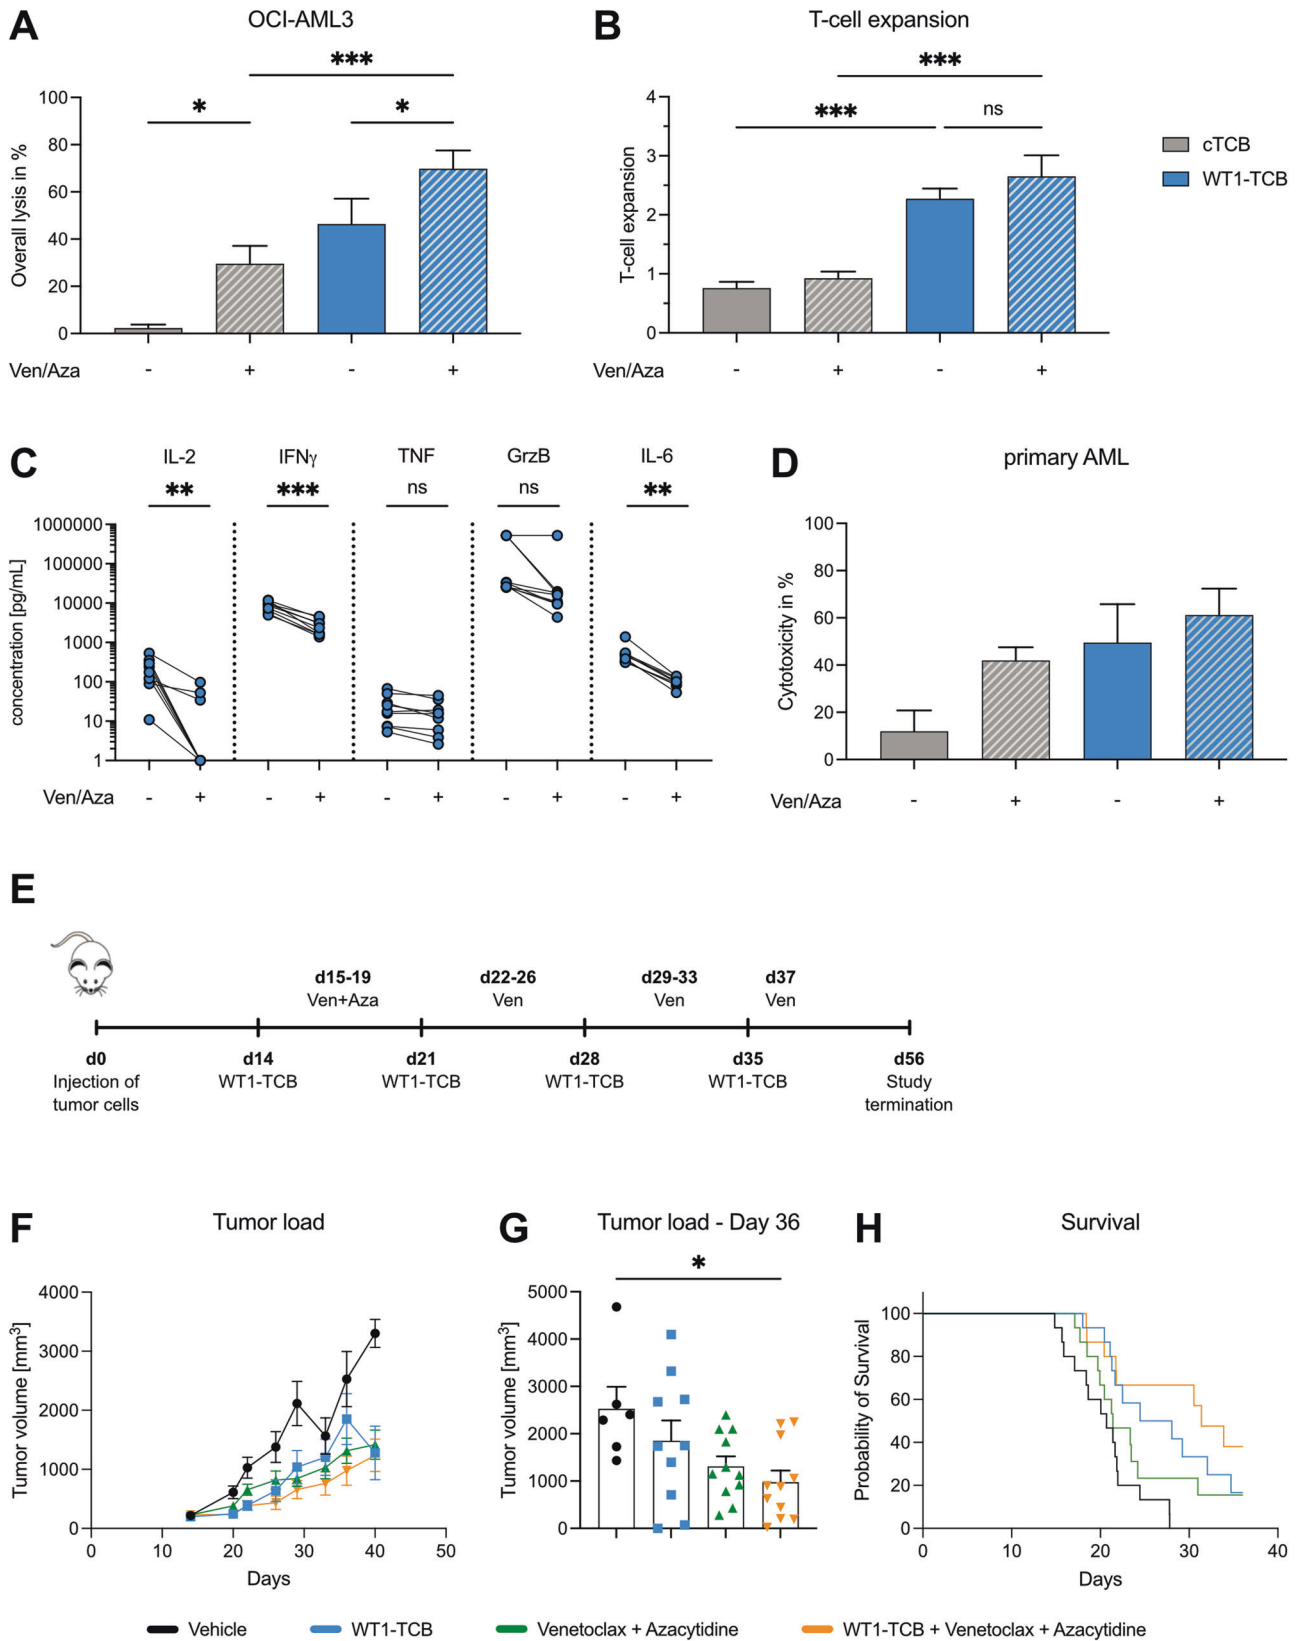 A
OCI-AML3
***
*
*
Overall lysis in %
100
80
60
40
20
0
Ven/Aza
-
+
-
+
B
T-cell expansion
***
***
ns
T-cell expansion
4
3
2
1
0
Ven/Aza
-
+
-
+
cTCB
WT1-TCB
C
IL-2
IFNγ
TNF
GrzB
IL-6
**
***
ns
ns
**
concentration [pg/mL]
1000000
100000
10000
1000
100
10
1
Ven/Aza
-
+
-
+
-
+
-
+
-
+
D
primary AML
Cytotoxicity in %
100
80
60
40
20
0
Ven/Aza
-
+
-
+
E
d15-19
Ven+Aza
d22-26
Ven
d29-33
Ven
d37
Ven
d0
Injection of
tumor cells
d14
WT1-TCB
d21
WT1-TCB
d28
WT1-TCB
d35
WT1-TCB
d56
Study
termination
F
Tumor load
Tumor volume [mm³]
4000
3000
2000
1000
0
0
10
20
30
40
50
Days
G
Tumor load - Day 36
*
Tumor volume [mm³]
5000
4000
3000
2000
1000
0
H
Survival
Probability of Survival
100
80
60
40
20
0
0
10
20
30
40
Days
Vehicle
WT1-TCB
Venetoclax + Azacytidine
WT1-TCB + Venetoclax + Azacytidine